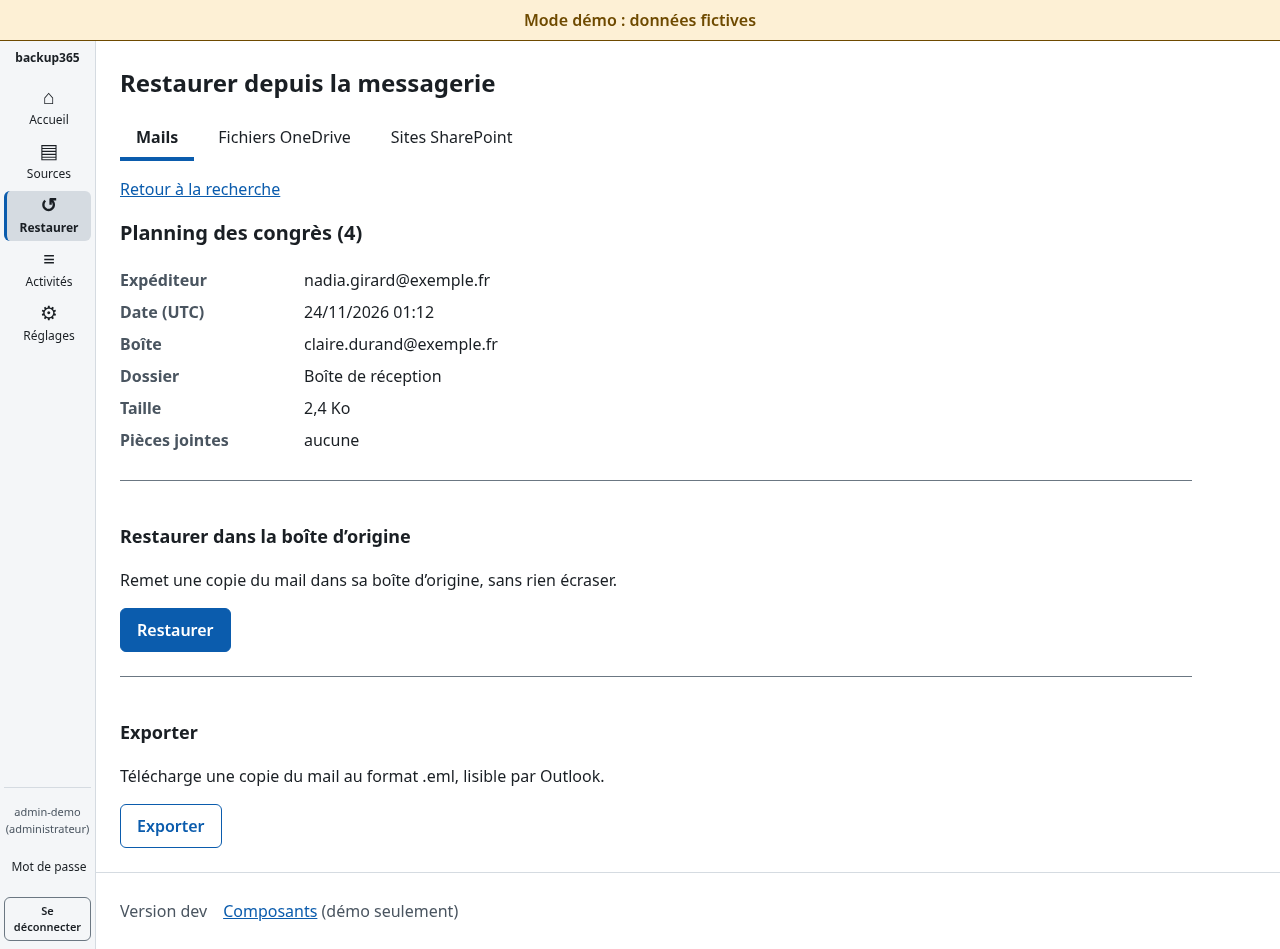 Mode démo : données fictives
backup365
Accueil
Sources
Restaurer
Activités
Réglages
admin-demo
(administrateur)
Mot de passe
Se
déconnecter
Restaurer depuis la messagerie
Mails
Fichiers OneDrive
Sites SharePoint
Retour à la recherche
Planning des congrès (4)
Expéditeur nadia.girard@exemple.fr
Date (UTC) 24/11/2026 01:12
Boîte claire.durand@exemple.fr
Dossier Boîte de réception
Taille 2,4 Ko
Pièces jointes aucune
Restaurer dans la boîte d’origine
Remet une copie du mail dans sa boîte d’origine, sans rien écraser.
Restaurer
Exporter
Télécharge une copie du mail au format .eml, lisible par Outlook.
Exporter
Version dev Composants (démo seulement)